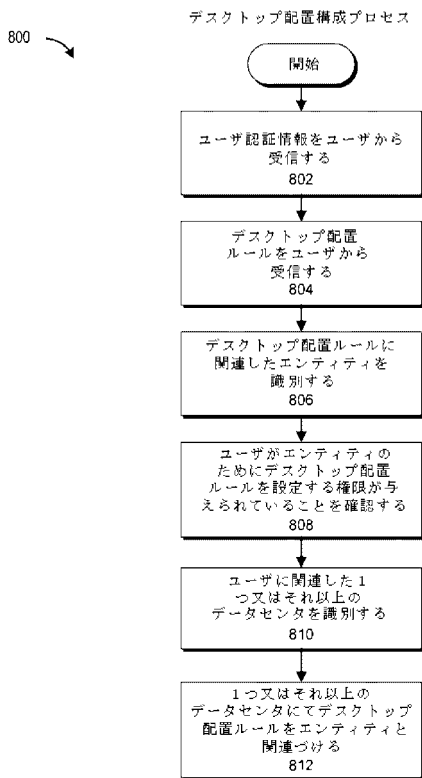 デスクトップ配置構成プロセス
800
開始
ユーザ認証情報をユーザから
受信する
802
デスクトップ配置
ルールをユーザから
受信する
804
デスクトップ配置ルールに
関連したエンティティを
識別する
806
ユーザがエンティティの
ためにデスクトップ配置
ルールを設定する権限が与
えられていることを確認する
808
ユーザに関連した1
つ又はそれ以上の
データセンタを識別する
810
1つ又はそれ以上の
データセンタにてデスクトップ
配置ルールをエンティティと
関連づける
812